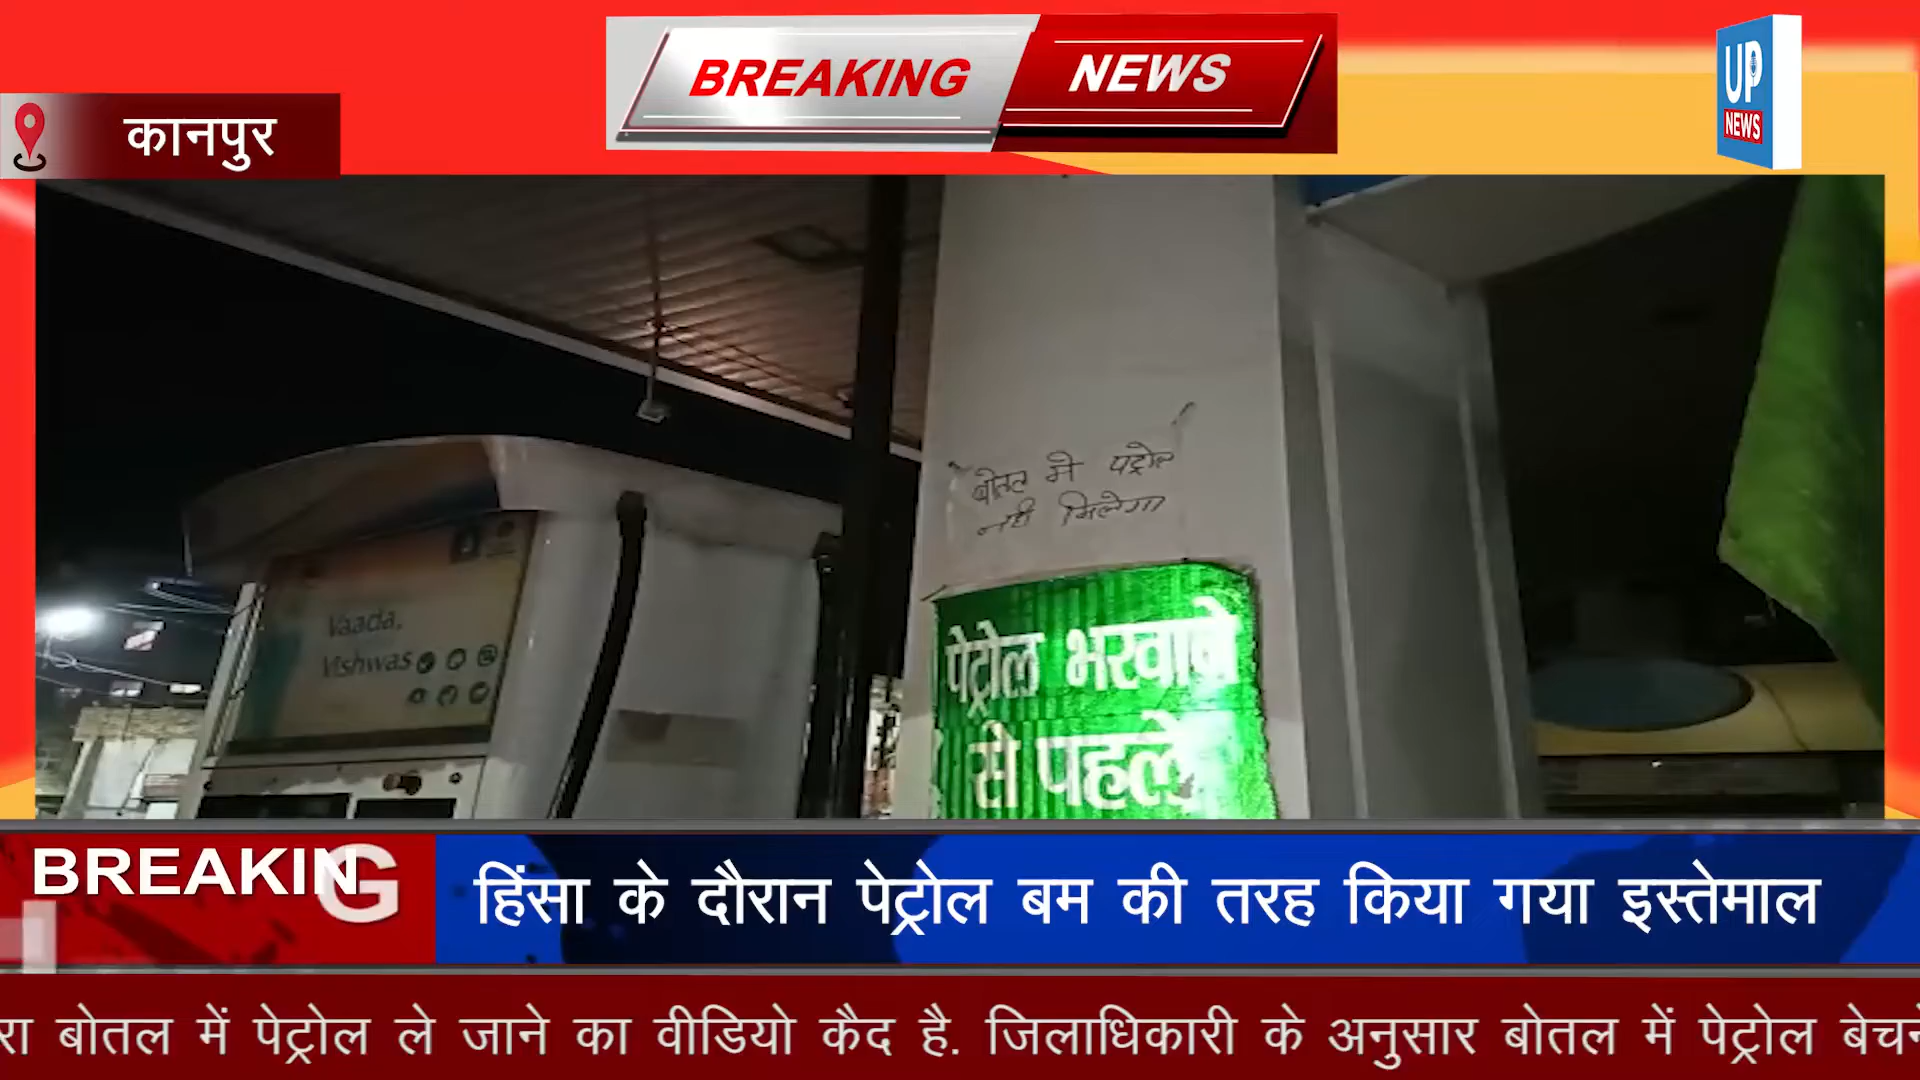 BREAKING NEWS
UP
NEWS
कानपुर
बोतल मे पट्रोल
नही मिलेगा
Vaada,
Vishwas
पेट्रोल भरवाने
से पहले
BREAKING
हिंसा के दौरान पेट्रोल बम की तरह किया गया इस्तेमाल
रा बोतल में पेट्रोल ले जाने का वीडियो कैद है. जिलाधिकारी के अनुसार बोतल में पेट्रोल बेचने